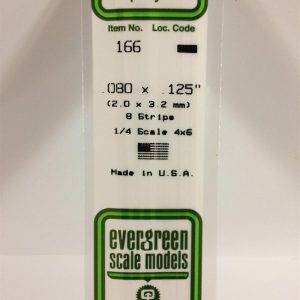 Item No. Loc. Code
166
.080 x .125"
(2.0 x 3.2 mm)
8 Strips
1/4 Scale 4x6
Made in U.S.A.
evergreen
scale models